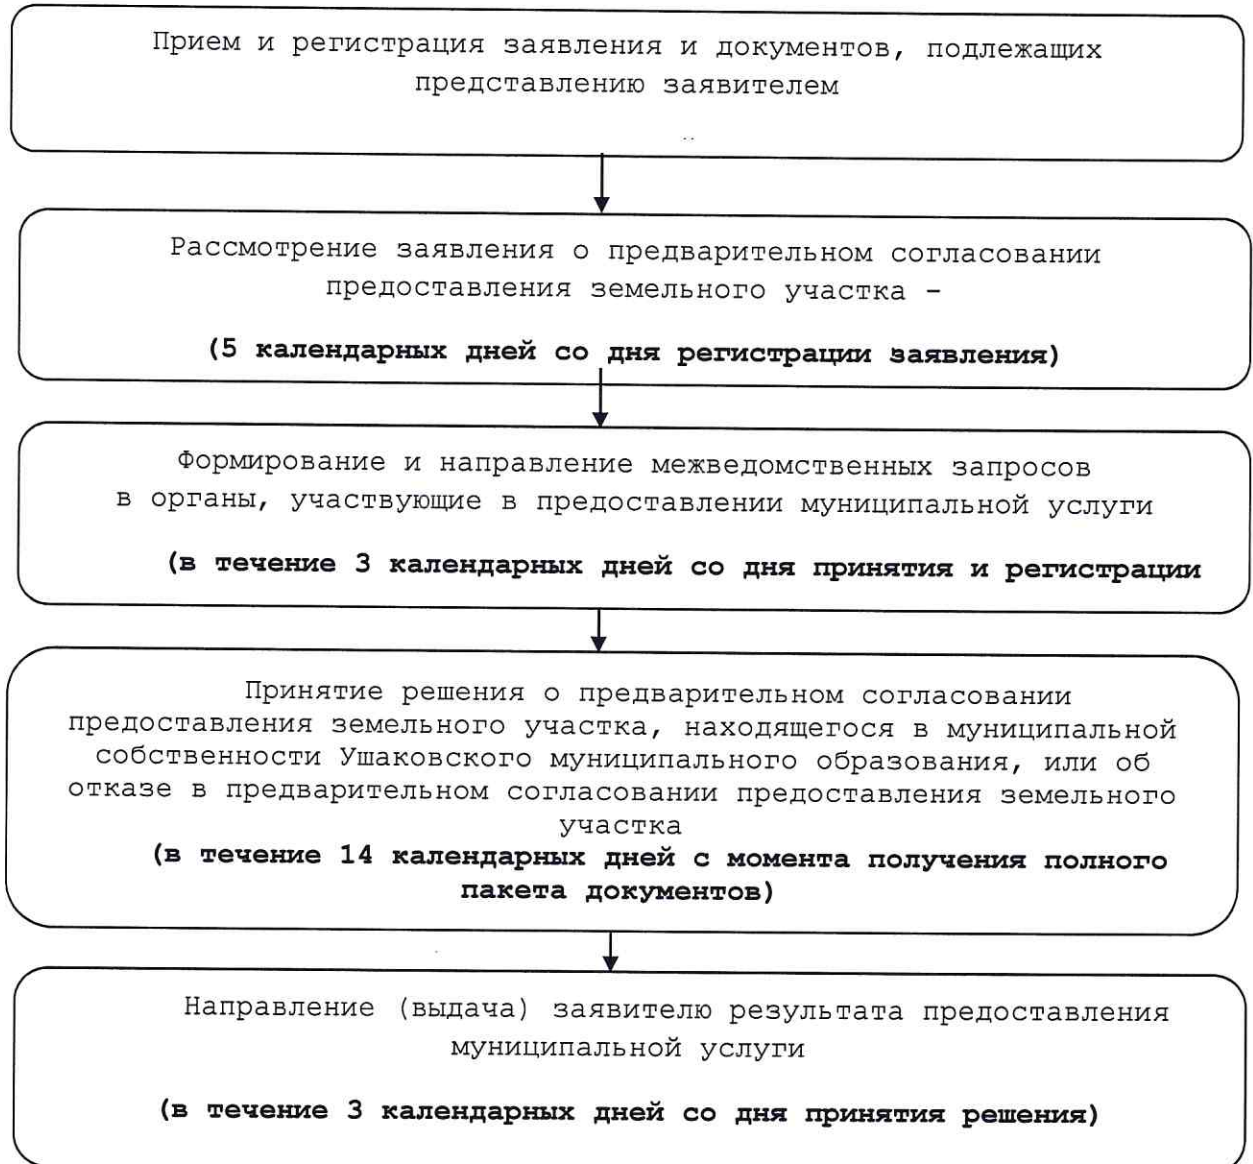 Прием и регистрация заявления и документов, подлежащих
представлению заявителем
Рассмотрение заявления о предварительном согласовании
предоставления земельного участка -
(5 календарных дней со дня регистрации заявления)
Формирование и направление межведомственных запросов
в органы, участвующие в предоставлении муниципальной услуги
(в течение 3 календарных дней со дня принятия и регистрации
Принятие решения о предварительном согласовании
предоставления земельного участка, находящегося в муниципальной
собственности Ушаковского муниципального образования, или об
отказе в предварительном согласовании предоставления земельного
участка
(в течение 14 календарных дней с момента получения полного
пакета документов)
Направление (выдача) заявителю результата предоставления
муниципальной услуги
(в течение 3 календарных дней со дня принятия решения)